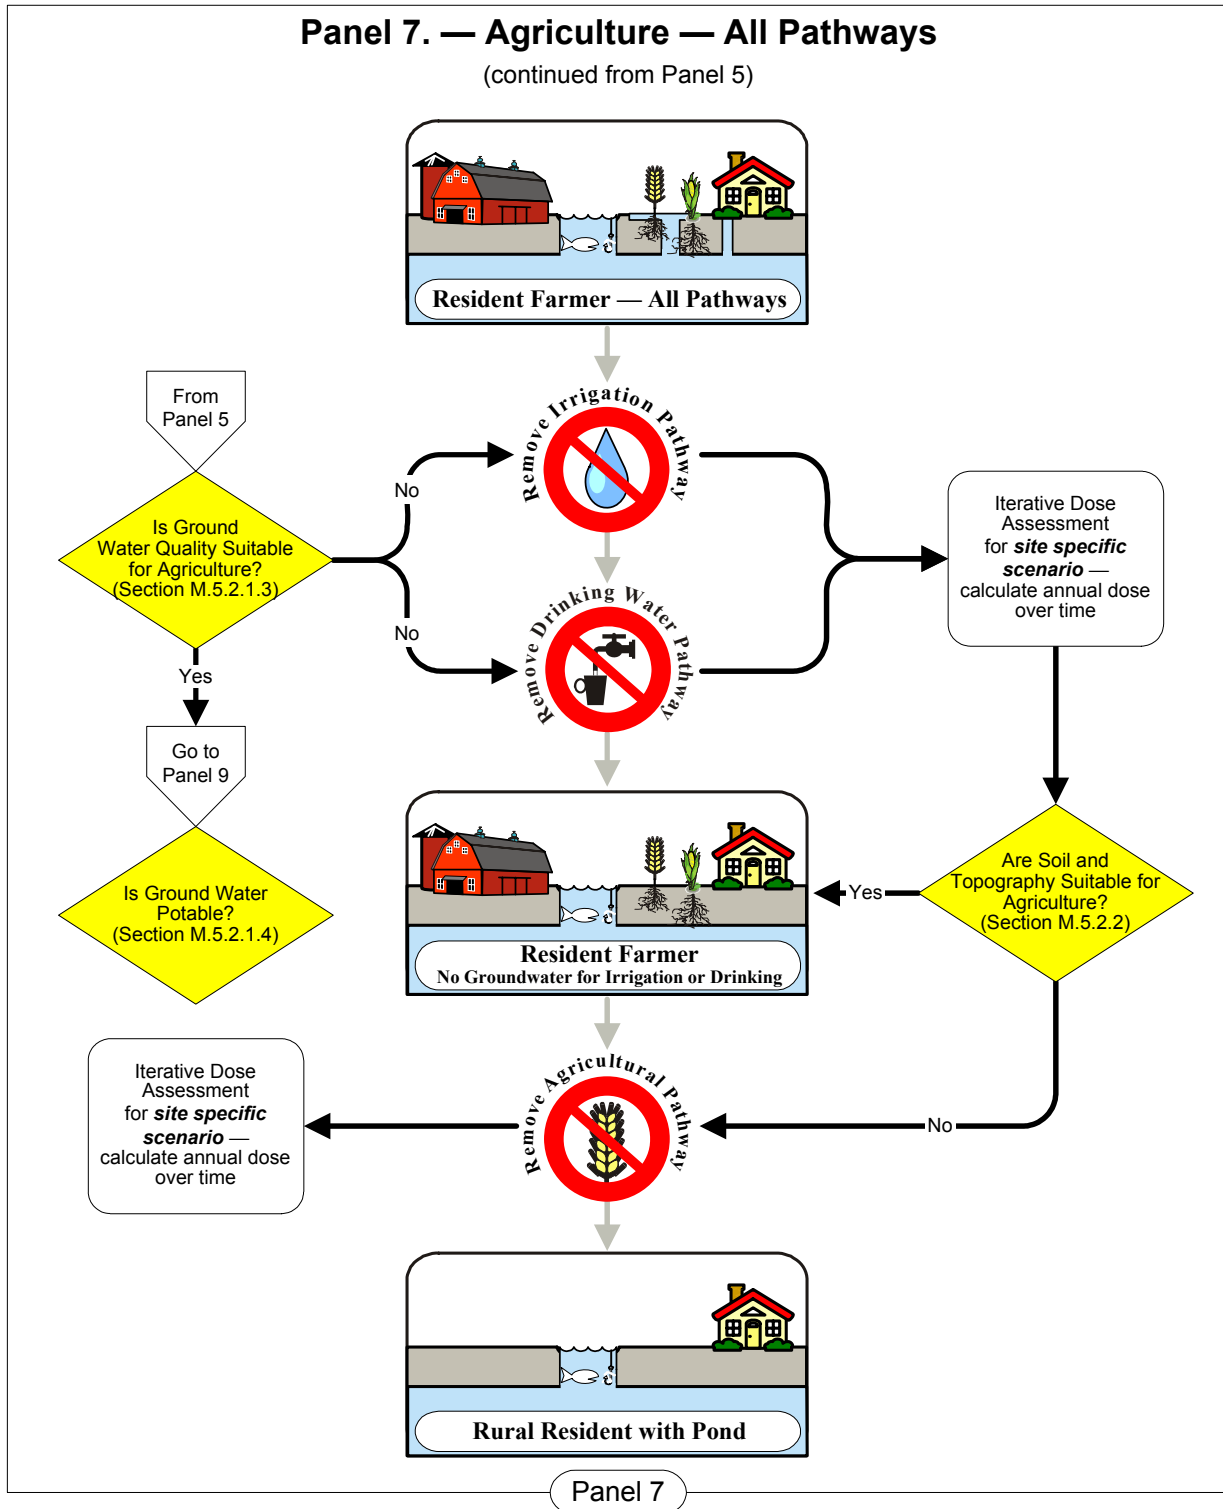 Panel 7. — Agriculture — All Pathways
(continued from Panel 5)
Resident Farmer — All Pathways
From
Panel 5
Remove Irrigation Pathway
No
Is Ground
Water Quality Suitable
for Agriculture?
(Section M.5.2.1.3)
Iterative Dose
Assessment
for site specific
scenario —
calculate annual dose
over time
No
Remove Drinking Water Pathway
Yes
Go to
Panel 9
Is Ground Water
Potable?
(Section M.5.2.1.4)
Are Soil and
Topography Suitable for
Agriculture?
(Section M.5.2.2)
Yes
Resident Farmer
No Groundwater for Irrigation or Drinking
Iterative Dose
Assessment
for site specific
scenario —
calculate annual dose
over time
Remove Agricultural Pathway
No
Rural Resident with Pond
Panel 7